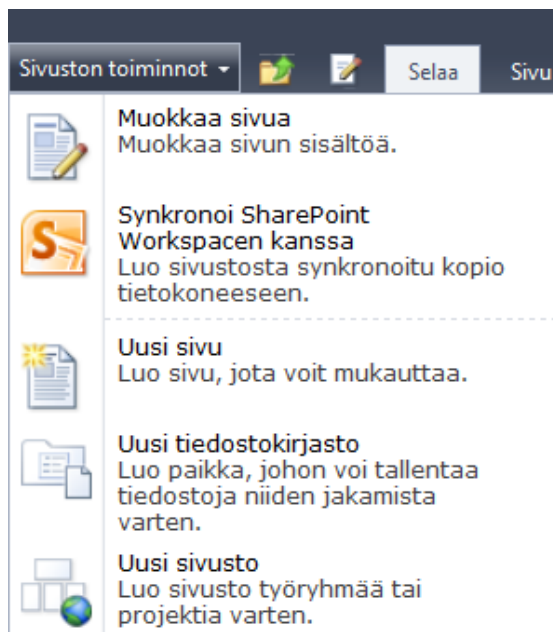 Sivuston toiminnot Selaa Sivu
Muokkaa sivua
Muokkaa sivun sisältöä.
Synkronoi SharePoint
Workspacen kanssa
Luo sivustosta synkronoitu kopio
tietokoneeseen.
Uusi sivu
Luo sivu, jota voit mukauttaa.
Uusi tiedostokirjasto
Luo paikka, johon voi tallentaa
tiedostoja niiden jakamista
varten.
Uusi sivusto
Luo sivusto työryhmää tai
projektia varten.